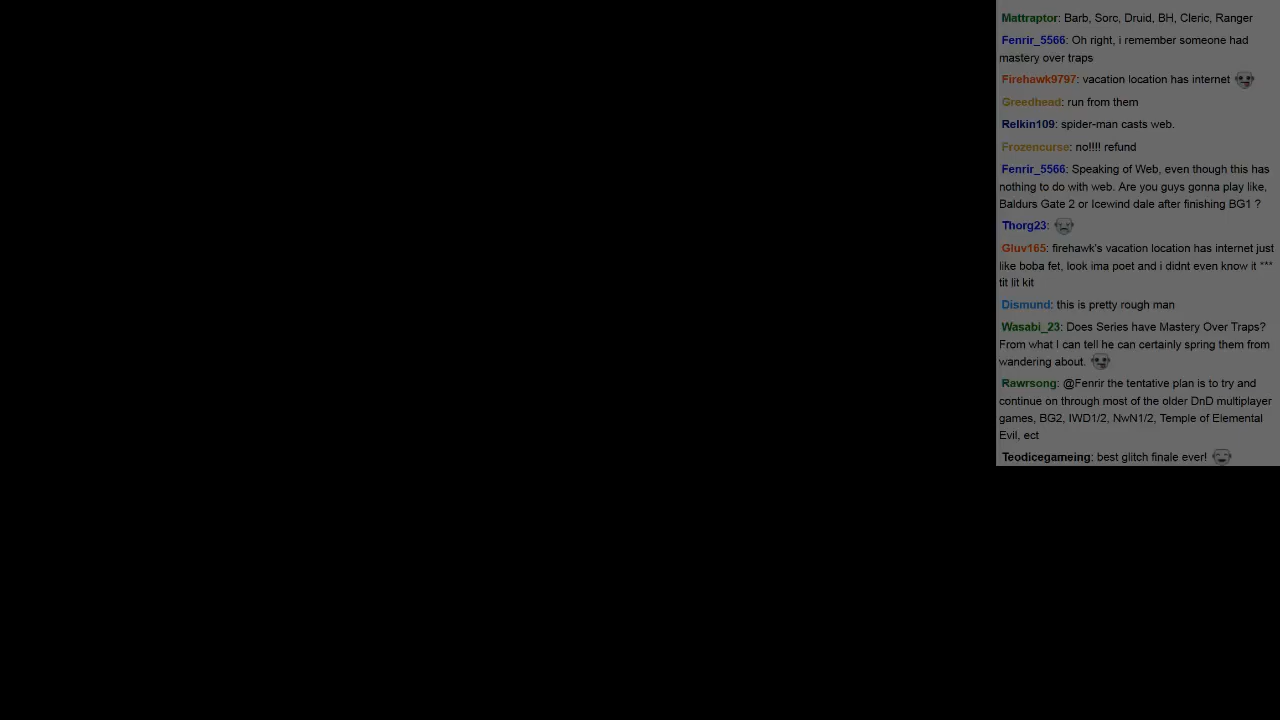 Mattraptor: Barb, Sorc, Druid, BH, Cleric, Ranger
Fenrir_5566: Oh right, i remember someone had
mastery over traps
Firehawk9797: vacation location has internet
Greedhead: run from them
Relkin109: spider-man casts web.
Frozencurse: no!!!! refund
Fenrir_5566: Speaking of Web, even though this has
nothing to do with web. Are you guys gonna play like,
Baldurs Gate 2 or Icewind dale after finishing BG1 ?
Thorg23:
Gluv165: firehawk's vacation location has internet just
like boba fet, look ima poet and i didnt even know it ***
tit lit kit
Dismund: this is pretty rough man
Wasabi_23: Does Series have Mastery Over Traps?
From what I can tell he can certainly spring them from
wandering about.
Rawrsong: @Fenrir the tentative plan is to try and
continue on through most of the older DnD multiplayer
games, BG2, IWD1/2, NwN1/2, Temple of Elemental
Evil, ect
Teodicegameing: best glitch finale ever!